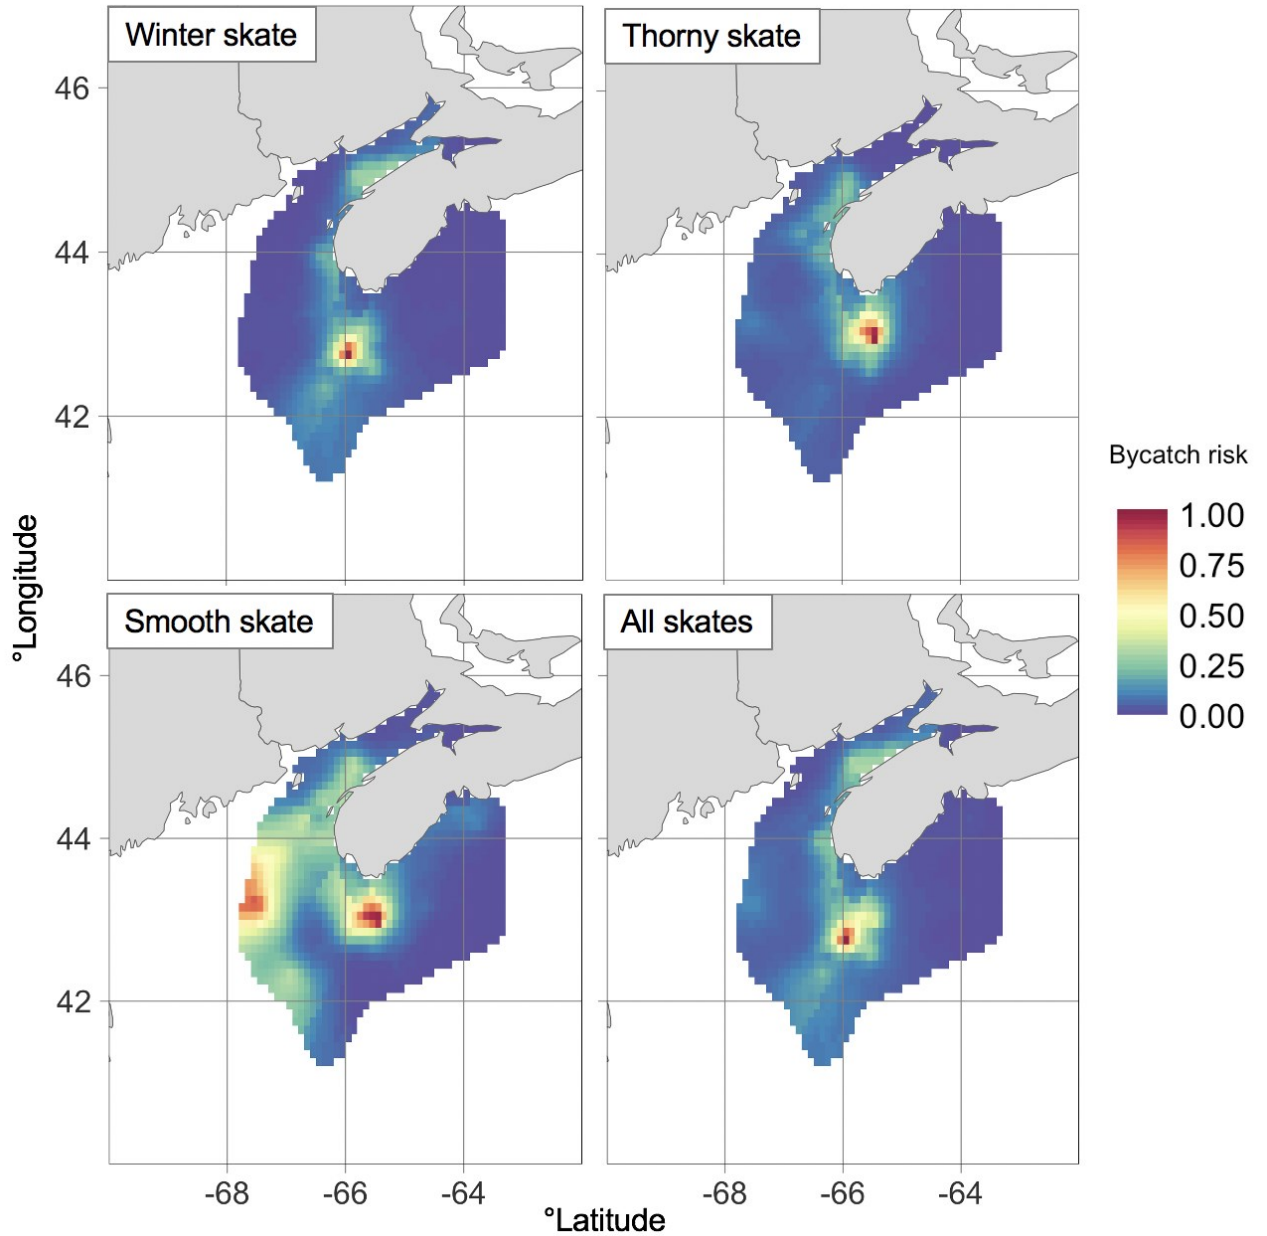 Winter skate
Thorny skate
46
44
42
Bycatch risk
1.00
0.75
0.50
0.25
0.00
°Longitude
Smooth skate
All skates
46
44
42
-68
-66
-64
-68
-66
-64
°Latitude